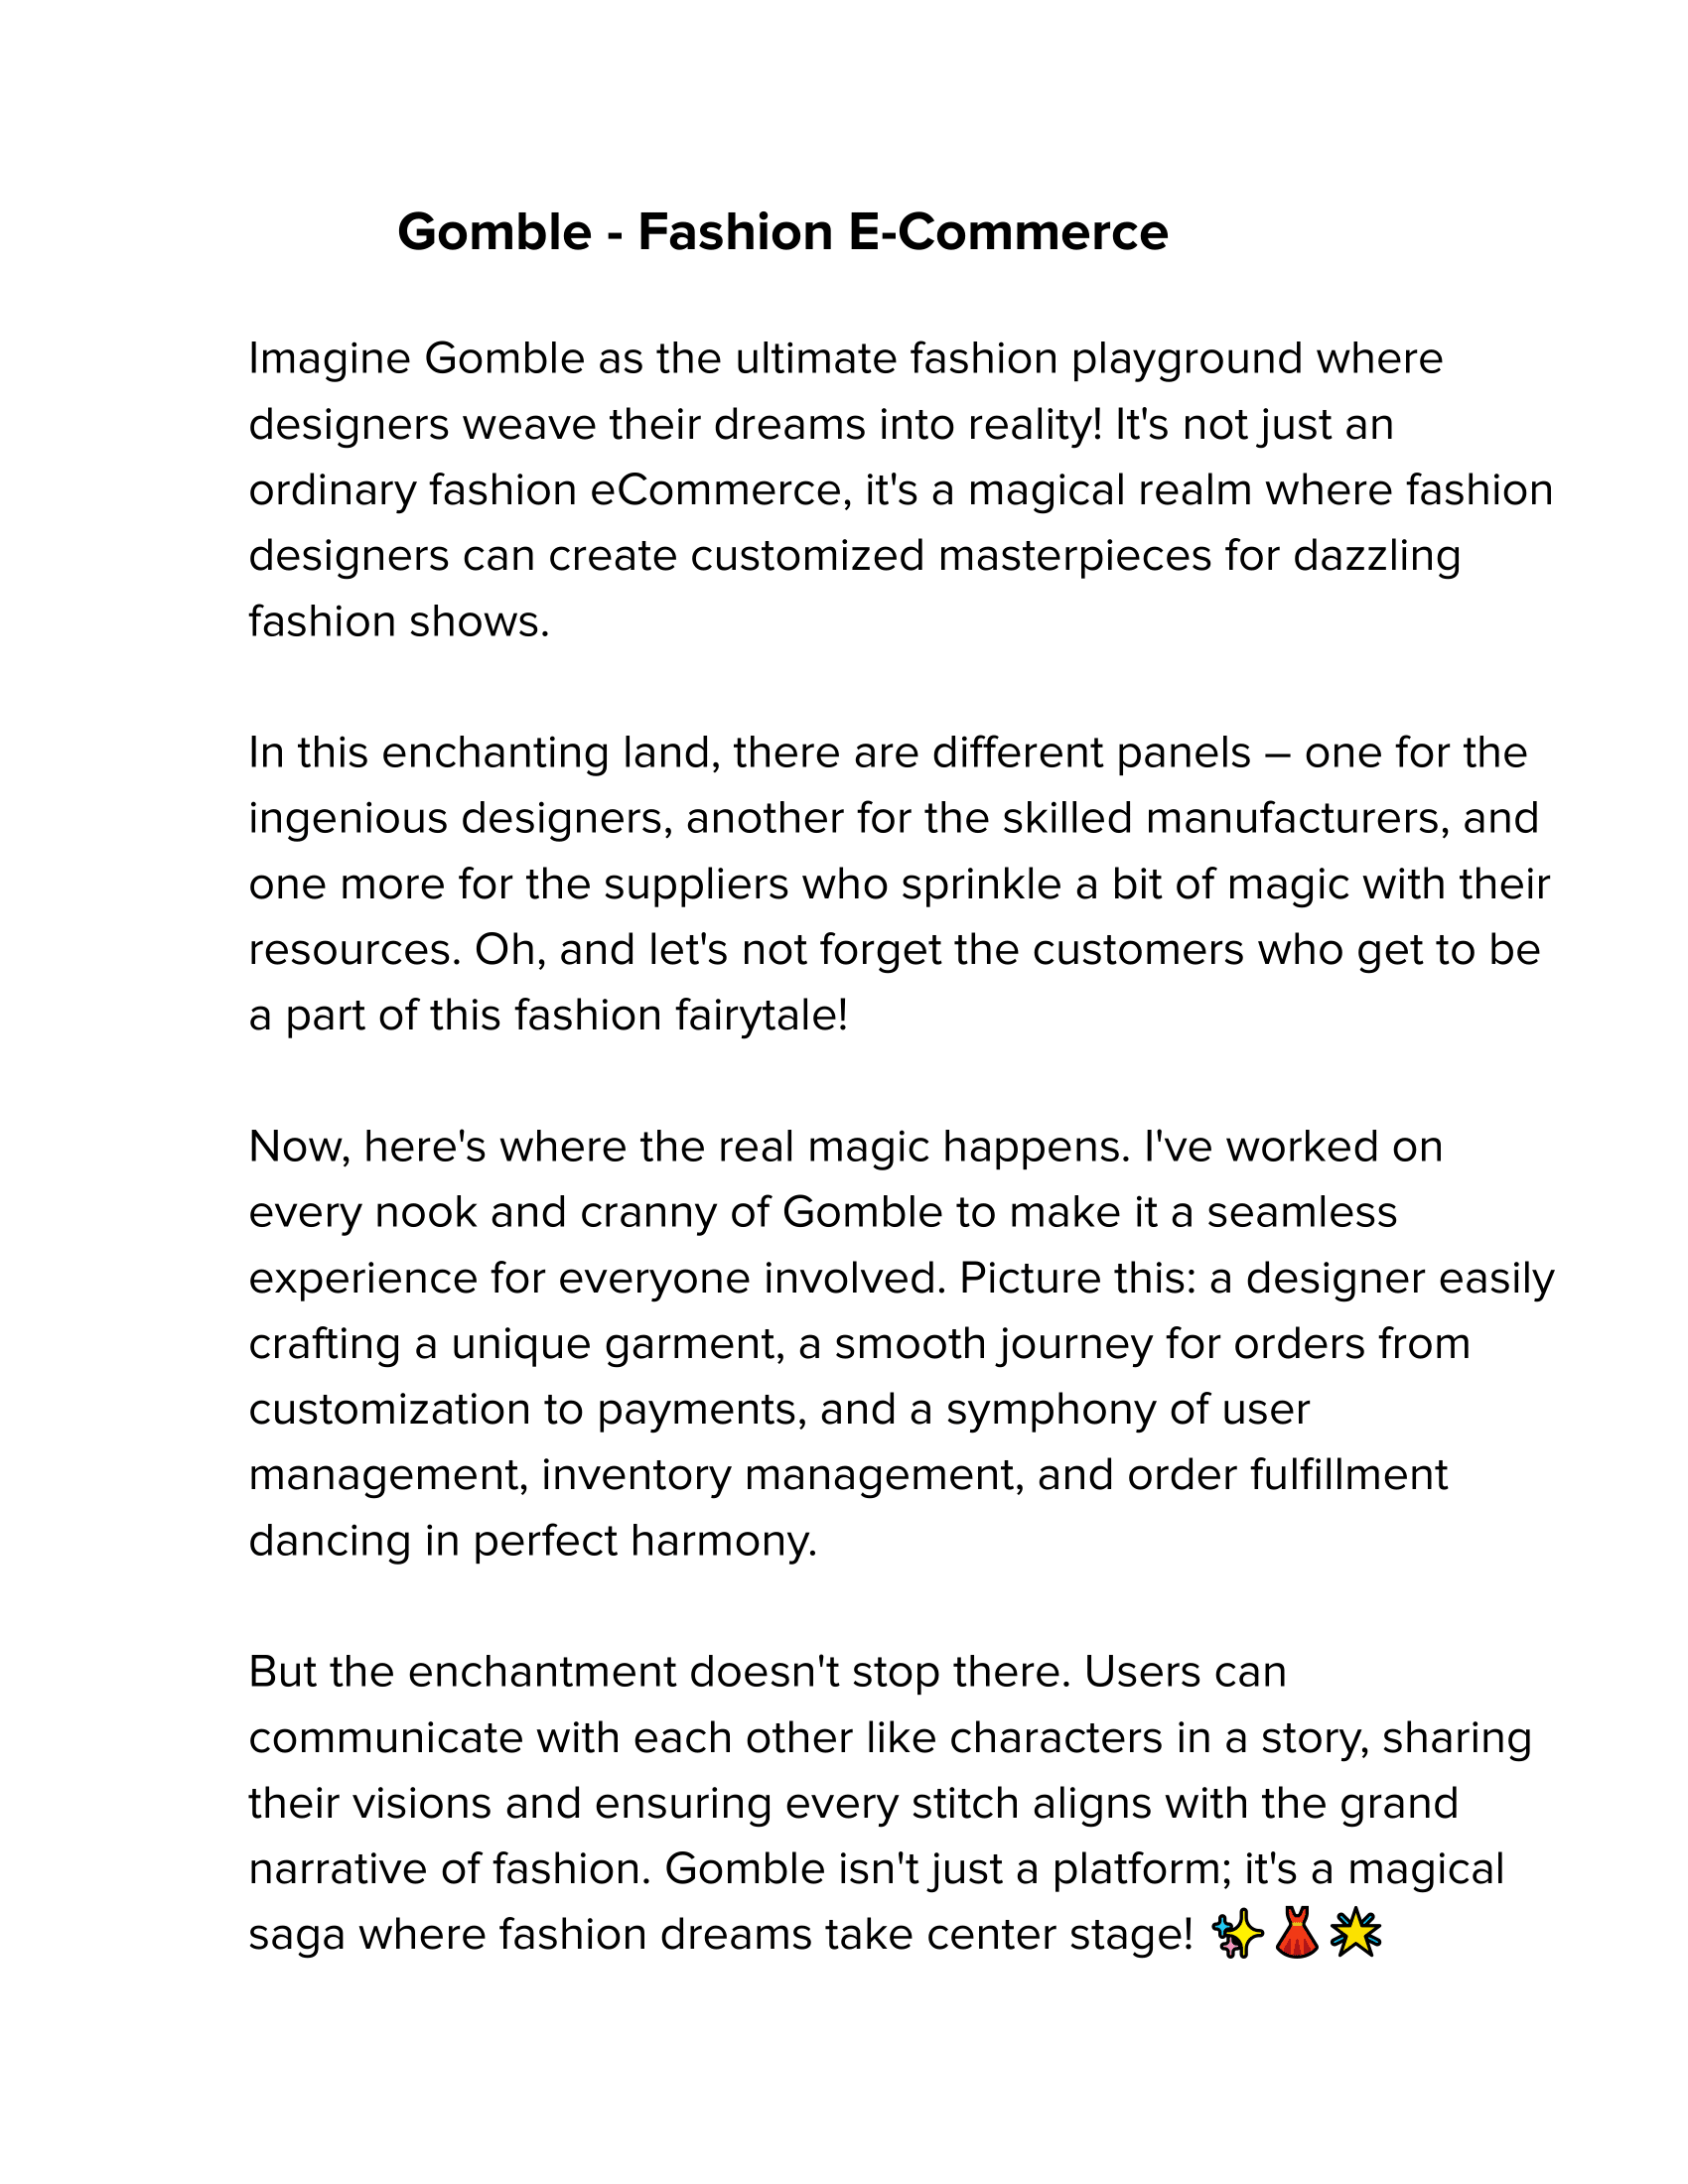 Gomble - Fashion E-Commerce
Imagine Gomble as the ultimate fashion playground where
designers weave their dreams into reality! It's not just an
ordinary fashion eCommerce, it's a magical realm where fashion
designers can create customized masterpieces for dazzling
fashion shows.
In this enchanting land, there are different panels – one for the
ingenious designers, another for the skilled manufacturers, and
one more for the suppliers who sprinkle a bit of magic with their
resources. Oh, and let's not forget the customers who get to be
a part of this fashion fairytale!
Now, here's where the real magic happens. I've worked on
every nook and cranny of Gomble to make it a seamless
experience for everyone involved. Picture this: a designer easily
crafting a unique garment, a smooth journey for orders from
customization to payments, and a symphony of user
management, inventory management, and order fulfillment
dancing in perfect harmony.
But the enchantment doesn't stop there. Users can
communicate with each other like characters in a story, sharing
their visions and ensuring every stitch aligns with the grand
narrative of fashion. Gomble isn't just a platform; it's a magical
saga where fashion dreams take center stage! ✨👗🌟